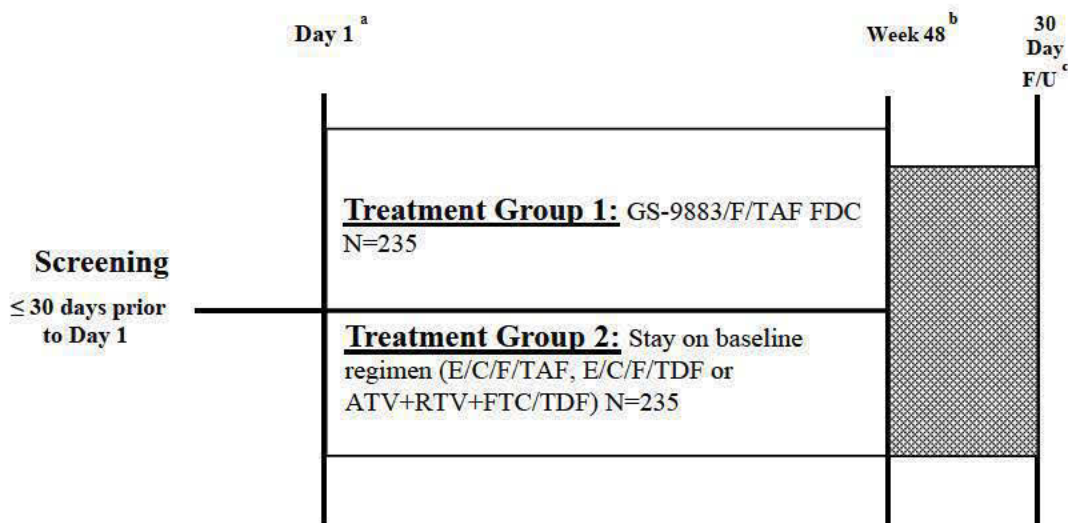 Day 1 a
Week 48 b
30
Day
F/U c
Treatment Group 1: GS-9883/F/TAF FDC
N=235
Screening
≤ 30 days prior
to Day 1
Treatment Group 2: Stay on baseline
regimen (E/C/F/TAF, E/C/F/TDF or
ATV+RTV+FTC/TDF) N=235